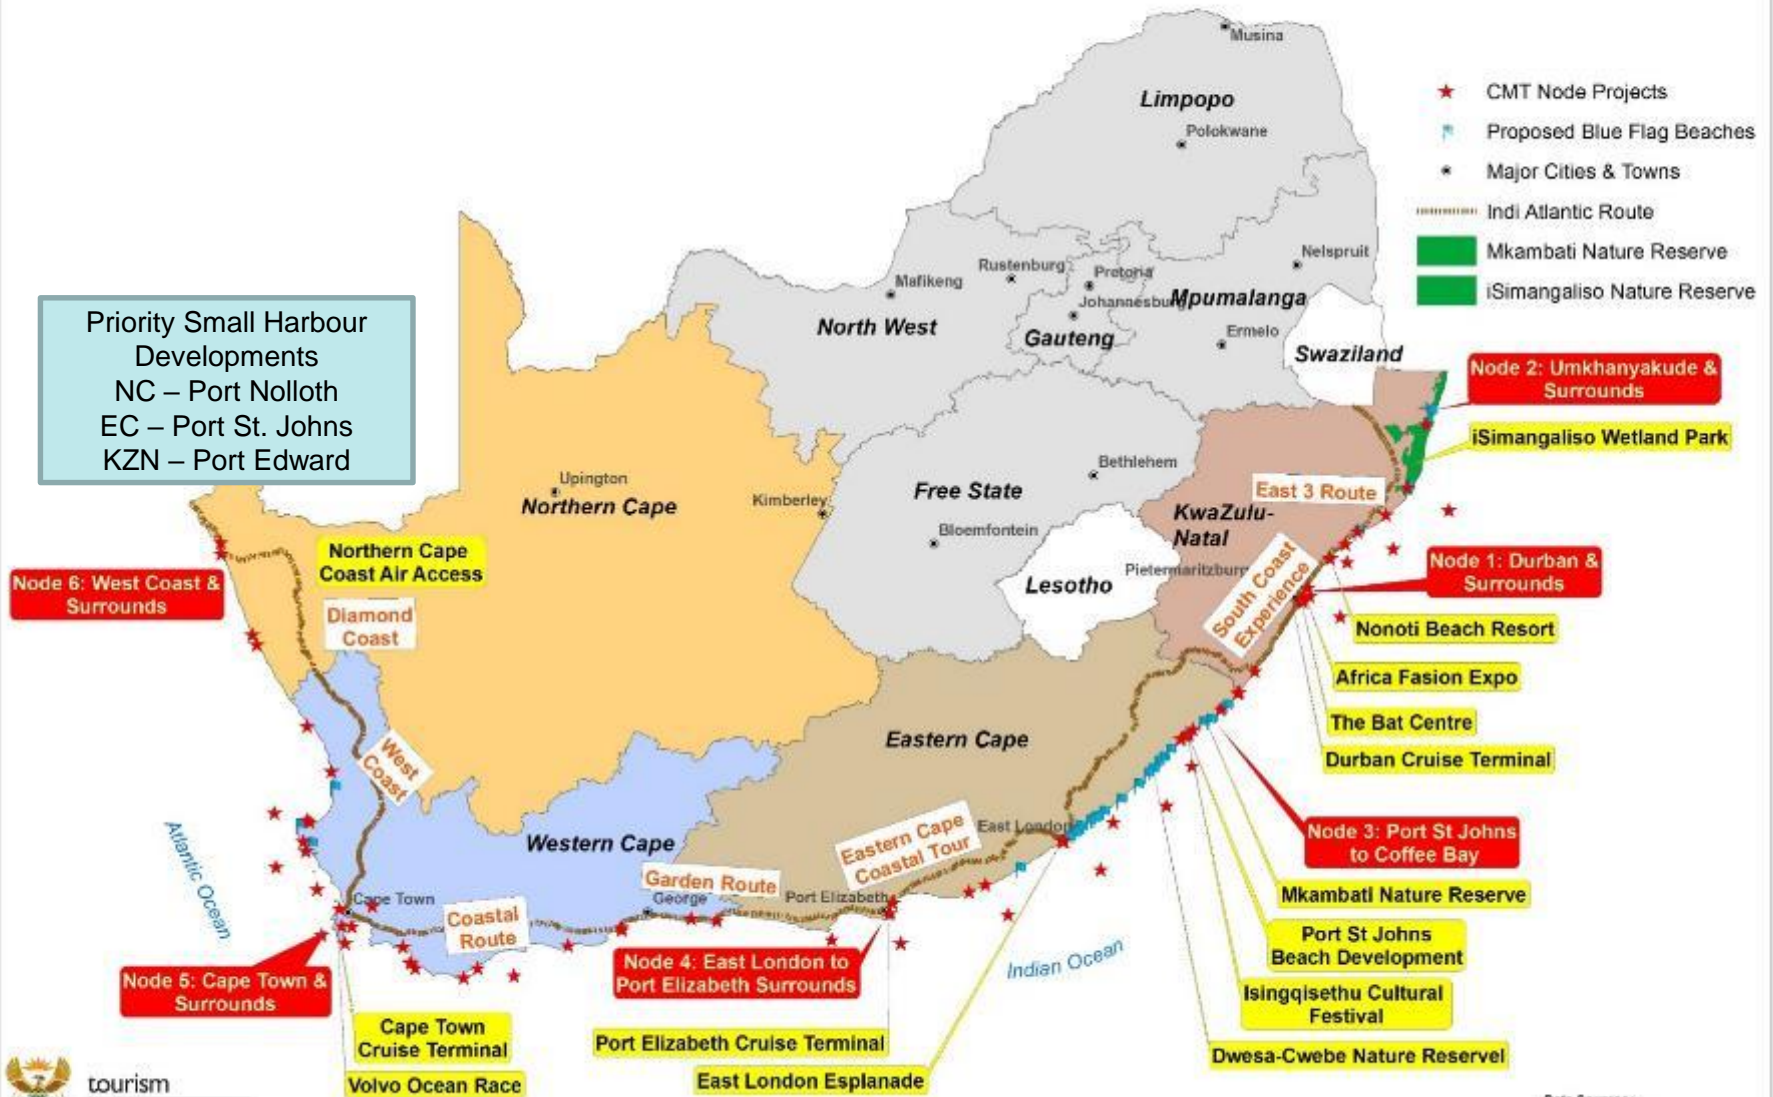 Musina
Limpopo
Polokwane
CMT Node Projects
Proposed Blue Flag Beaches
Major Cities & Towns
Indi Atlantic Route
Mkambati Nature Reserve
iSimangaliso Nature Reserve
Priority Small Harbour
Developments
NC – Port Nolloth
EC – Port St. Johns
KZN – Port Edward
Mafikeng
Rustenburg
Pretoria
Johannesburg
Nelspruit
Mpumalanga
North West
Gauteng
Ermelo
Swaziland
Node 2: Umkhanyakude &
Surrounds
iSimangaliso Wetland Park
Upington
Northern Cape
Kimberley
Free State
Bethlehem
Bloemfontein
East 3 Route
KwaZulu-
Natal
Lesotho
Pietermaritzburg
South Coast
Experience
Node 1: Durban &
Surrounds
Nonoti Beach Resort
Africa Fasion Expo
The Bat Centre
Durban Cruise Terminal
Northern Cape
Coast Air Access
Node 6: West Coast &
Surrounds
Diamond
Coast
West
Coast
Eastern Cape
Western Cape
East London
Eastern Cape
Coastal Tour
Node 3: Port St Johns
to Coffee Bay
Mkambati Nature Reserve
Port St Johns
Beach Development
Isingqisethu Cultural
Festival
Dwesa-Cwebe Nature Reservel
Atlantic Ocean
Cape Town
Coastal
Route
Garden Route
George
Port Elizabeth
Indian Ocean
Node 4: East London to
Port Elizabeth Surrounds
Node 5: Cape Town &
Surrounds
Cape Town
Cruise Terminal
Volvo Ocean Race
Port Elizabeth Cruise Terminal
East London Esplanade
tourism